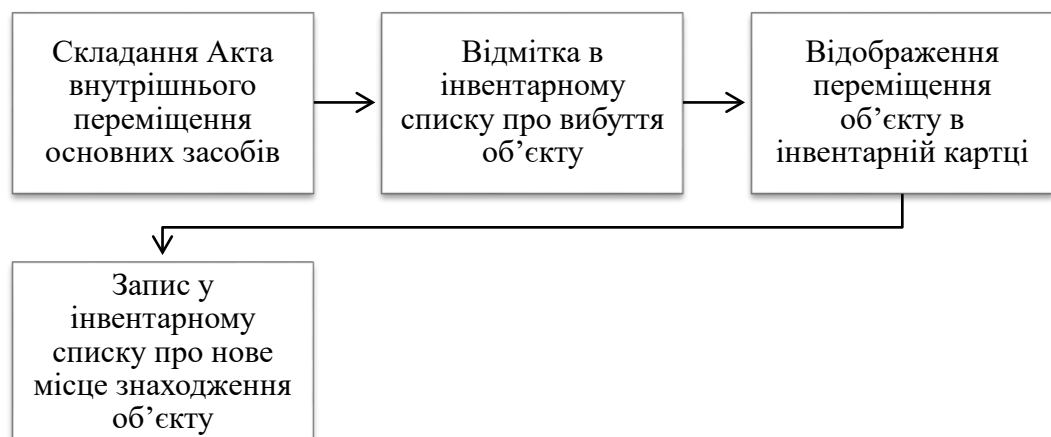 Складання Акта
внутрішнього
переміщення
основних засобів
Відмітка в
інвентарному
списку про вибуття
об’єкту
Відображення
переміщення
об’єкту в
інвентарній картці
Запис у
інвентарному
списку про нове
місце знаходження
об’єкту